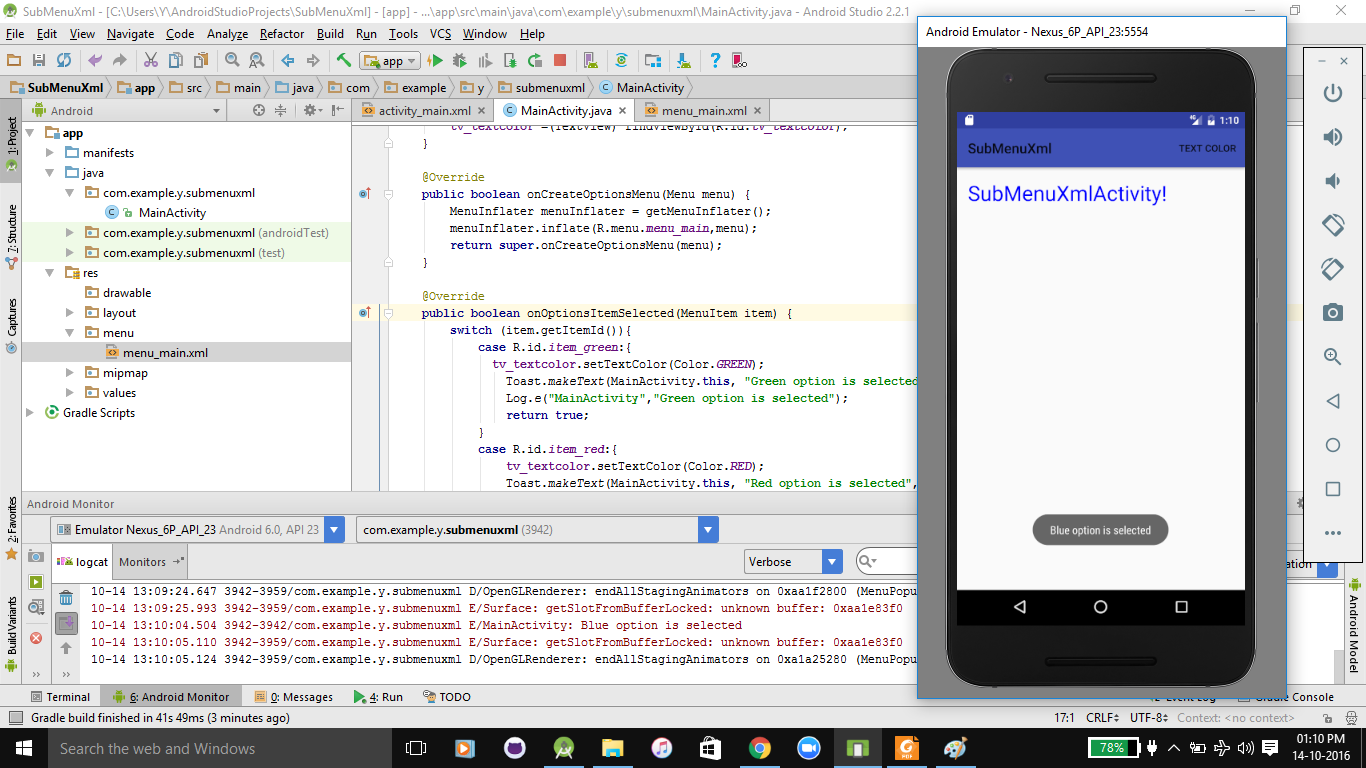 SubMenuXml - [C:\Users\Y\AndroidStudioProjects\SubMenuXml] - [app] - ...\app\src\main\java\com\example\y\submenuxml\MainActivity.java - Android Studio 2.2.1
File Edit View Navigate Code Analyze Refactor Build Run Tools VCS Window Help
app
SubMenuXml app src main java com example y submenuxml MainActivity
Android
activity_main.xml MainActivity.java menu_main.xml
1: Project
7: Structure
Captures
2: Favorites
Build Variants
app
manifests
java
com.example.y.submenuxml
MainActivity
com.example.y.submenuxml (androidTest)
com.example.y.submenuxml (test)
res
drawable
layout
menu
menu_main.xml
mipmap
values
Gradle Scripts
tv_textcolor =(TextView) findViewById(R.id.tv_textcolor);
}
@Override
public boolean onCreateOptionsMenu(Menu menu) {
MenuInflater menuInflater = getMenuInflater();
menuInflater.inflate(R.menu.menu_main,menu);
return super.onCreateOptionsMenu(menu);
}
@Override
public boolean onOptionsItemSelected(MenuItem item) {
switch (item.getItemId()){
case R.id.item_green:{
tv_textcolor.setTextColor(Color.GREEN);
Toast.makeText(MainActivity.this, "Green option is selected
Log.e("MainActivity","Green option is selected");
return true;
}
case R.id.item_red:{
tv_textcolor.setTextColor(Color.RED);
Toast.makeText(MainActivity.this, "Red option is selected",
Android Emulator - Nexus_6P_API_23:5554
1:10
SubMenuXml TEXT COLOR
SubMenuXmlActivity!
Blue option is selected
Android Monitor
Emulator Nexus_6P_API_23 Android 6.0, API 23
com.example.y.submenuxml (3942)
logcat Monitors
Verbose
10-14 13:09:24.647 3942-3959/com.example.y.submenuxml D/OpenGLRenderer: endAllStagingAnimators on 0xaa1f2800 (MenuPopu
10-14 13:09:25.993 3942-3959/com.example.y.submenuxml E/Surface: getSlotFromBufferLocked: unknown buffer: 0xaa1e83f0
10-14 13:10:04.504 3942-3942/com.example.y.submenuxml E/MainActivity: Blue option is selected
10-14 13:10:05.110 3942-3959/com.example.y.submenuxml E/Surface: getSlotFromBufferLocked: unknown buffer: 0xaa1e83f0
10-14 13:10:05.124 3942-3959/com.example.y.submenuxml D/OpenGLRenderer: endAllStagingAnimators on 0xa1a25280 (MenuPopu
Android Model
Terminal 6: Android Monitor 0: Messages 4: Run TODO Event Log Gradle Console
Gradle build finished in 41s 49ms (3 minutes ago)
17:1 CRLF UTF-8 Context: <no context>
Search the web and Windows
78%
01:10 PM
14-10-2016